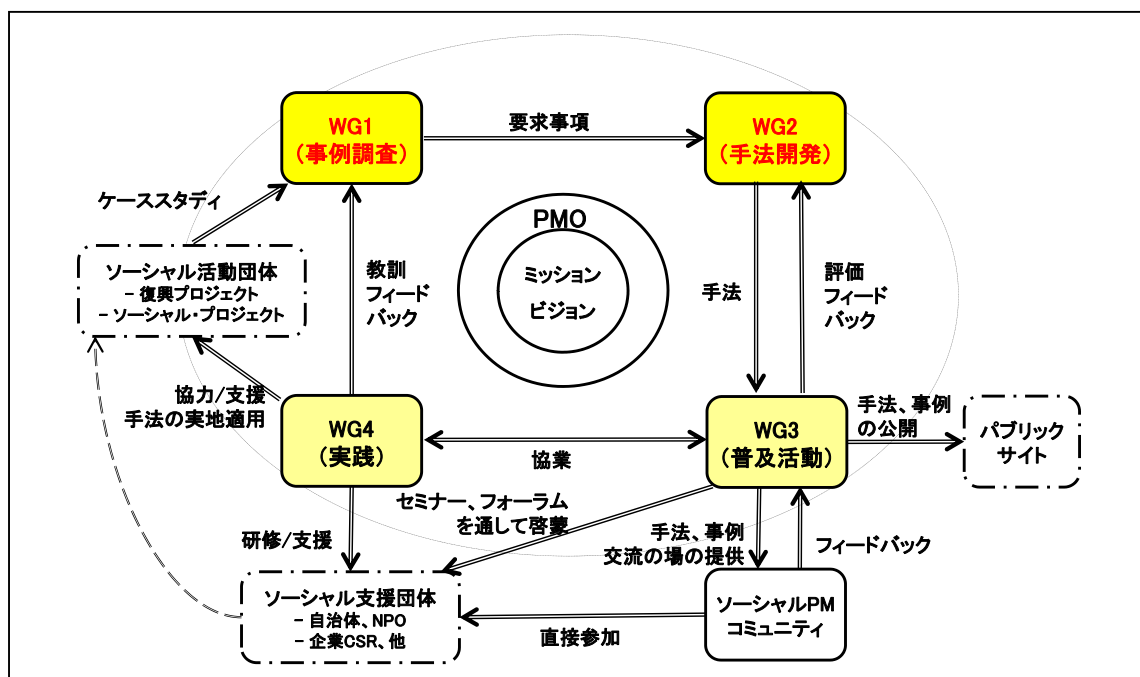 WG1
（事例調査）
要求事項
WG2
（手法開発）
ケーススタディ
PMO
ミッション
ビジョン
ソーシャル活動団体
– 復興プロジェクト
– ソーシャル・プロジェクト
教訓
フィード
バック
手法
評価
フィード
バック
協力/支援
手法の実地適用
WG4
（実践）
協業
WG3
（普及活動）
手法、事例
の公開
パブリック
サイト
セミナー、フォーラム
を通して啓蒙
研修/支援
手法、事例
交流の場の提供
フィードバック
ソーシャル支援団体
– 自治体、NPO
– 企業CSR、他
直接参加
ソーシャルPM
コミュニティ